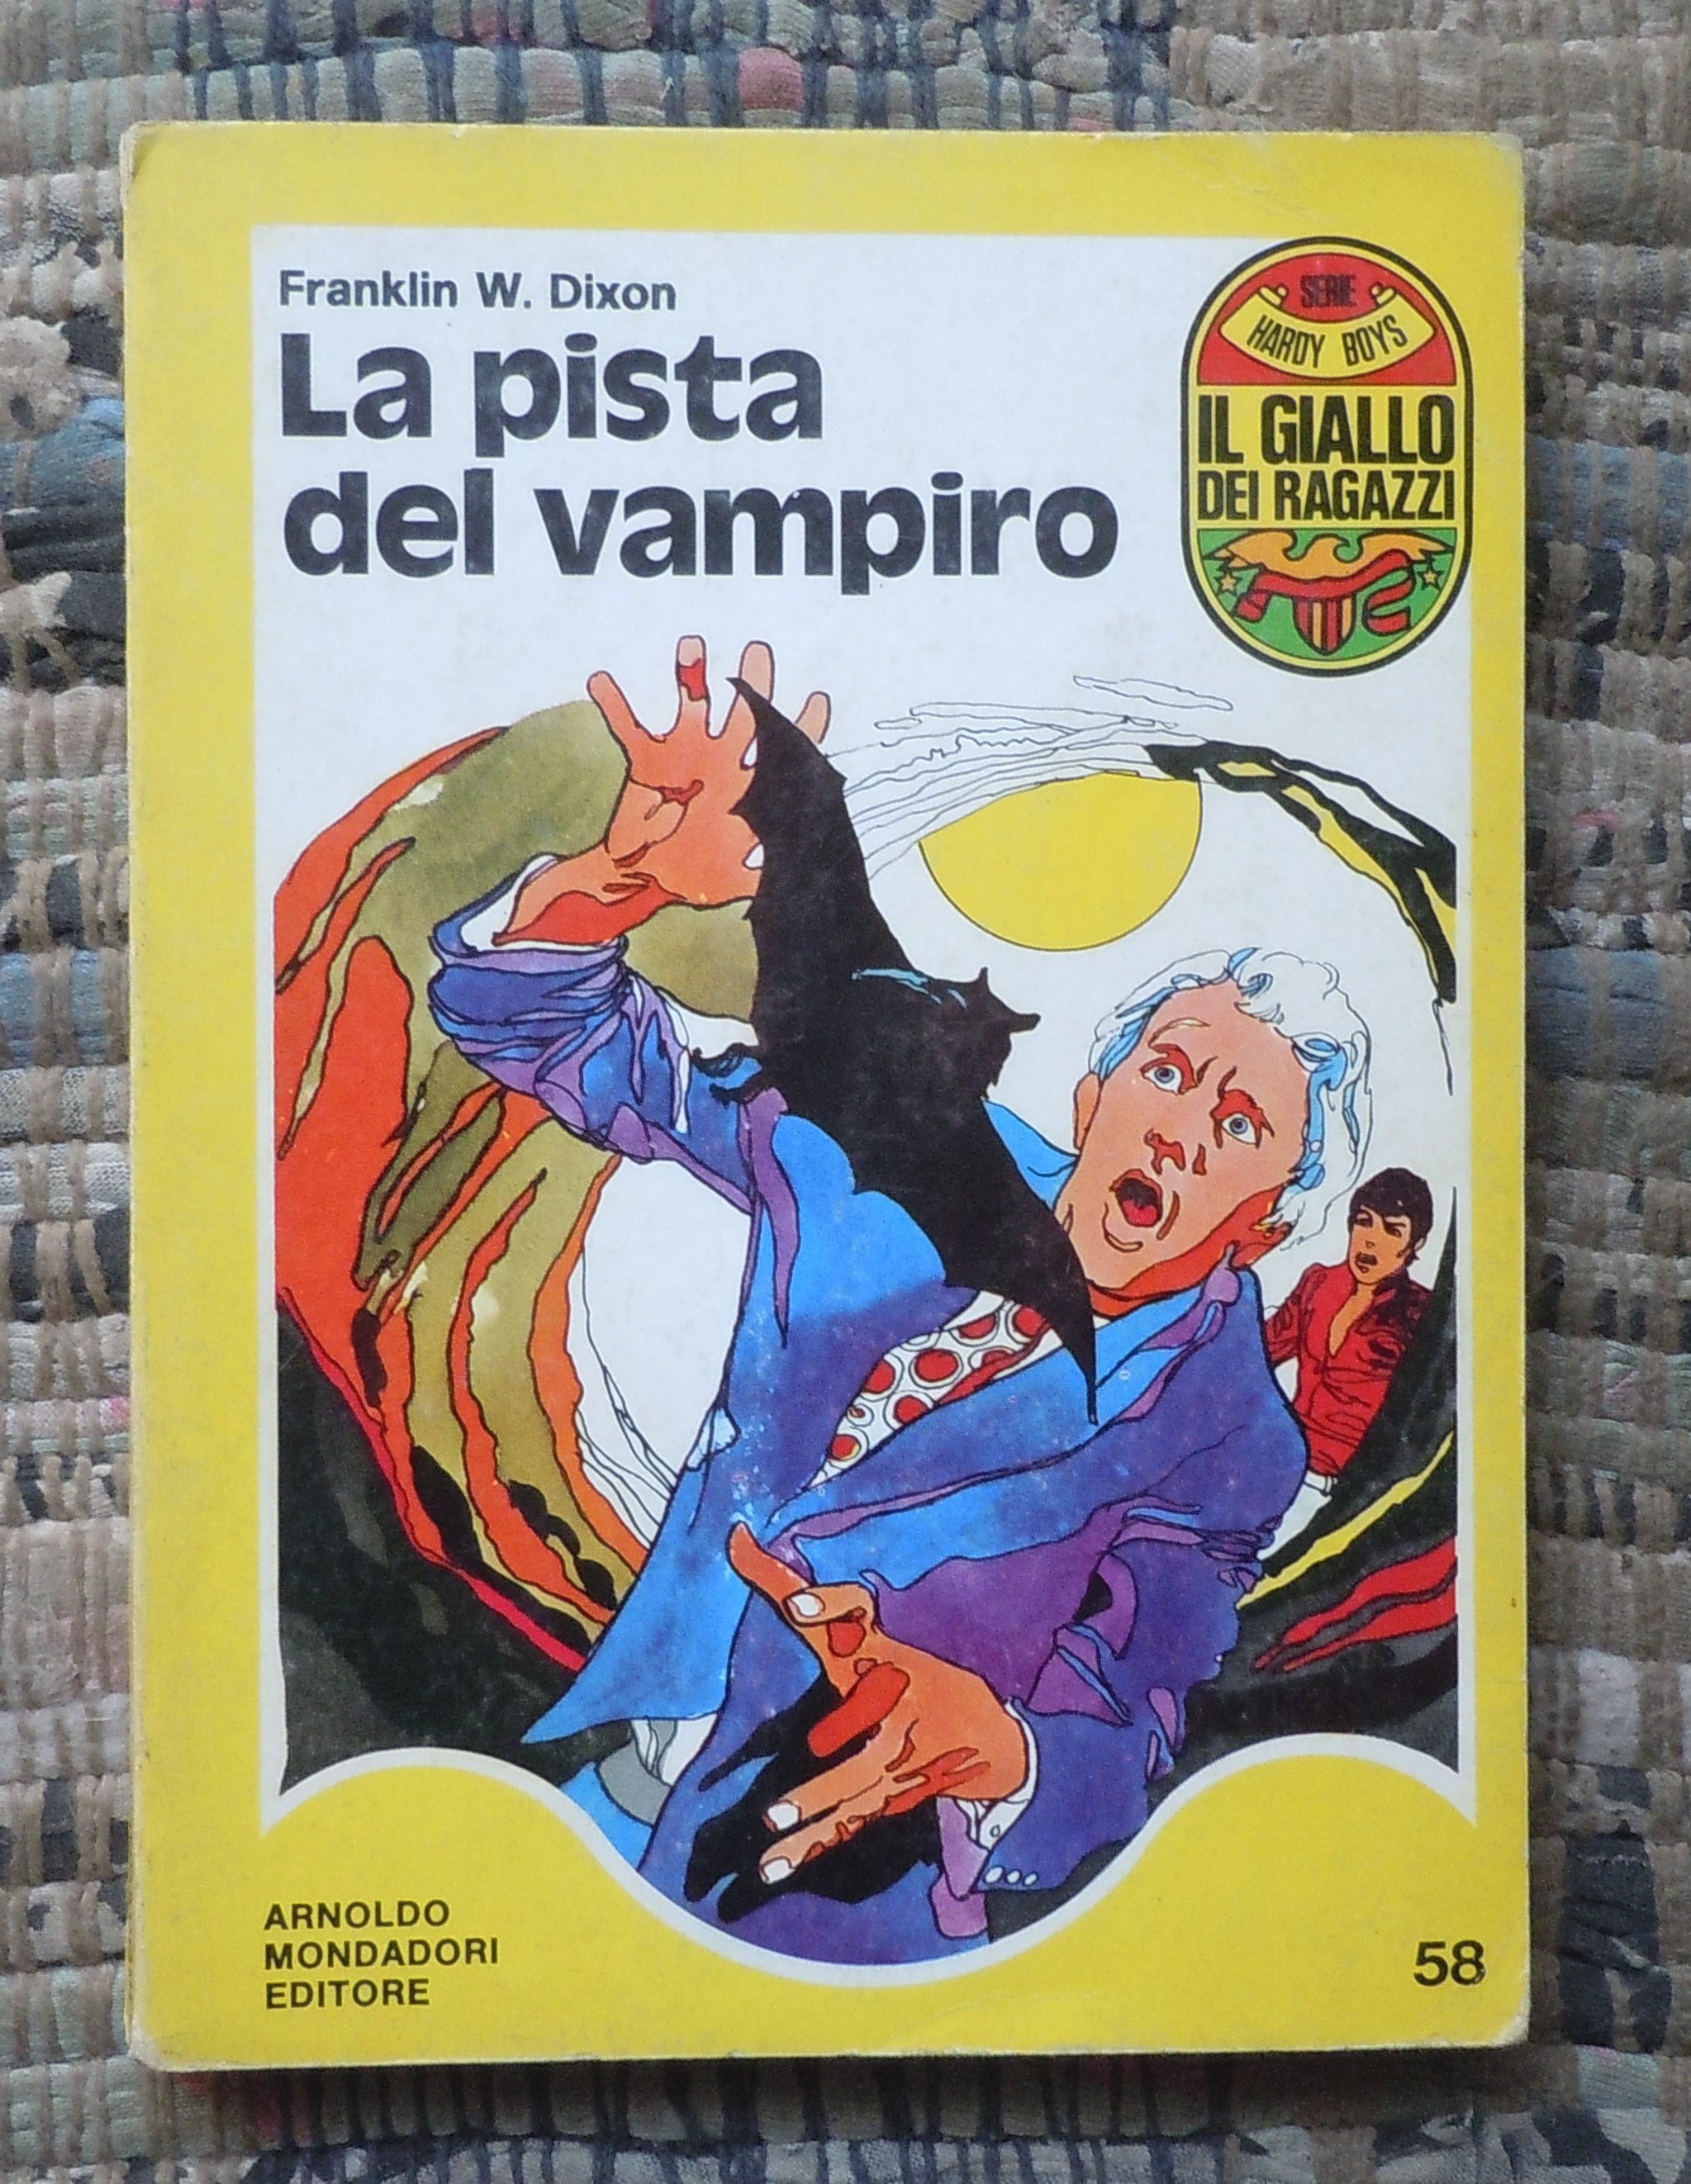 Franklin W. Dixon
La pista
del vampiro
SERIE
HARDY BOYS
IL GIALLO
DEI RAGAZZI
ARNOLDO
MONDADORI
EDITORE
58